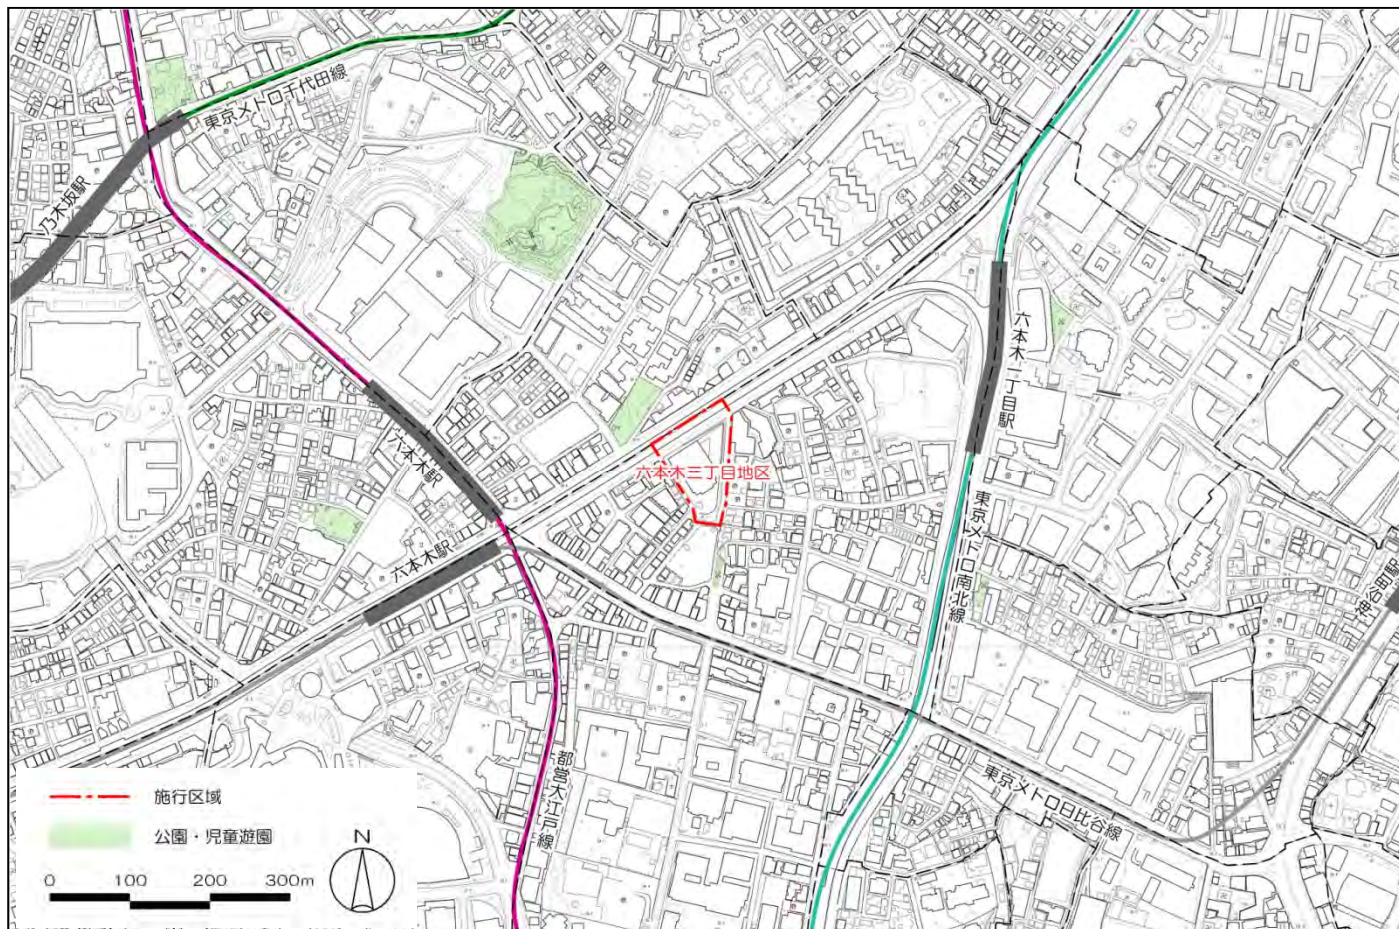 東京メトロ千代田線
乃木坂駅
六本木一丁目駅
六本木駅
六本木三丁目地区
六本木駅
東京メトロ南北線
神谷町駅
都営大江戸線
東京メトロ日比谷線
施行区域
公園・児童遊園
N
0 100 200 300m